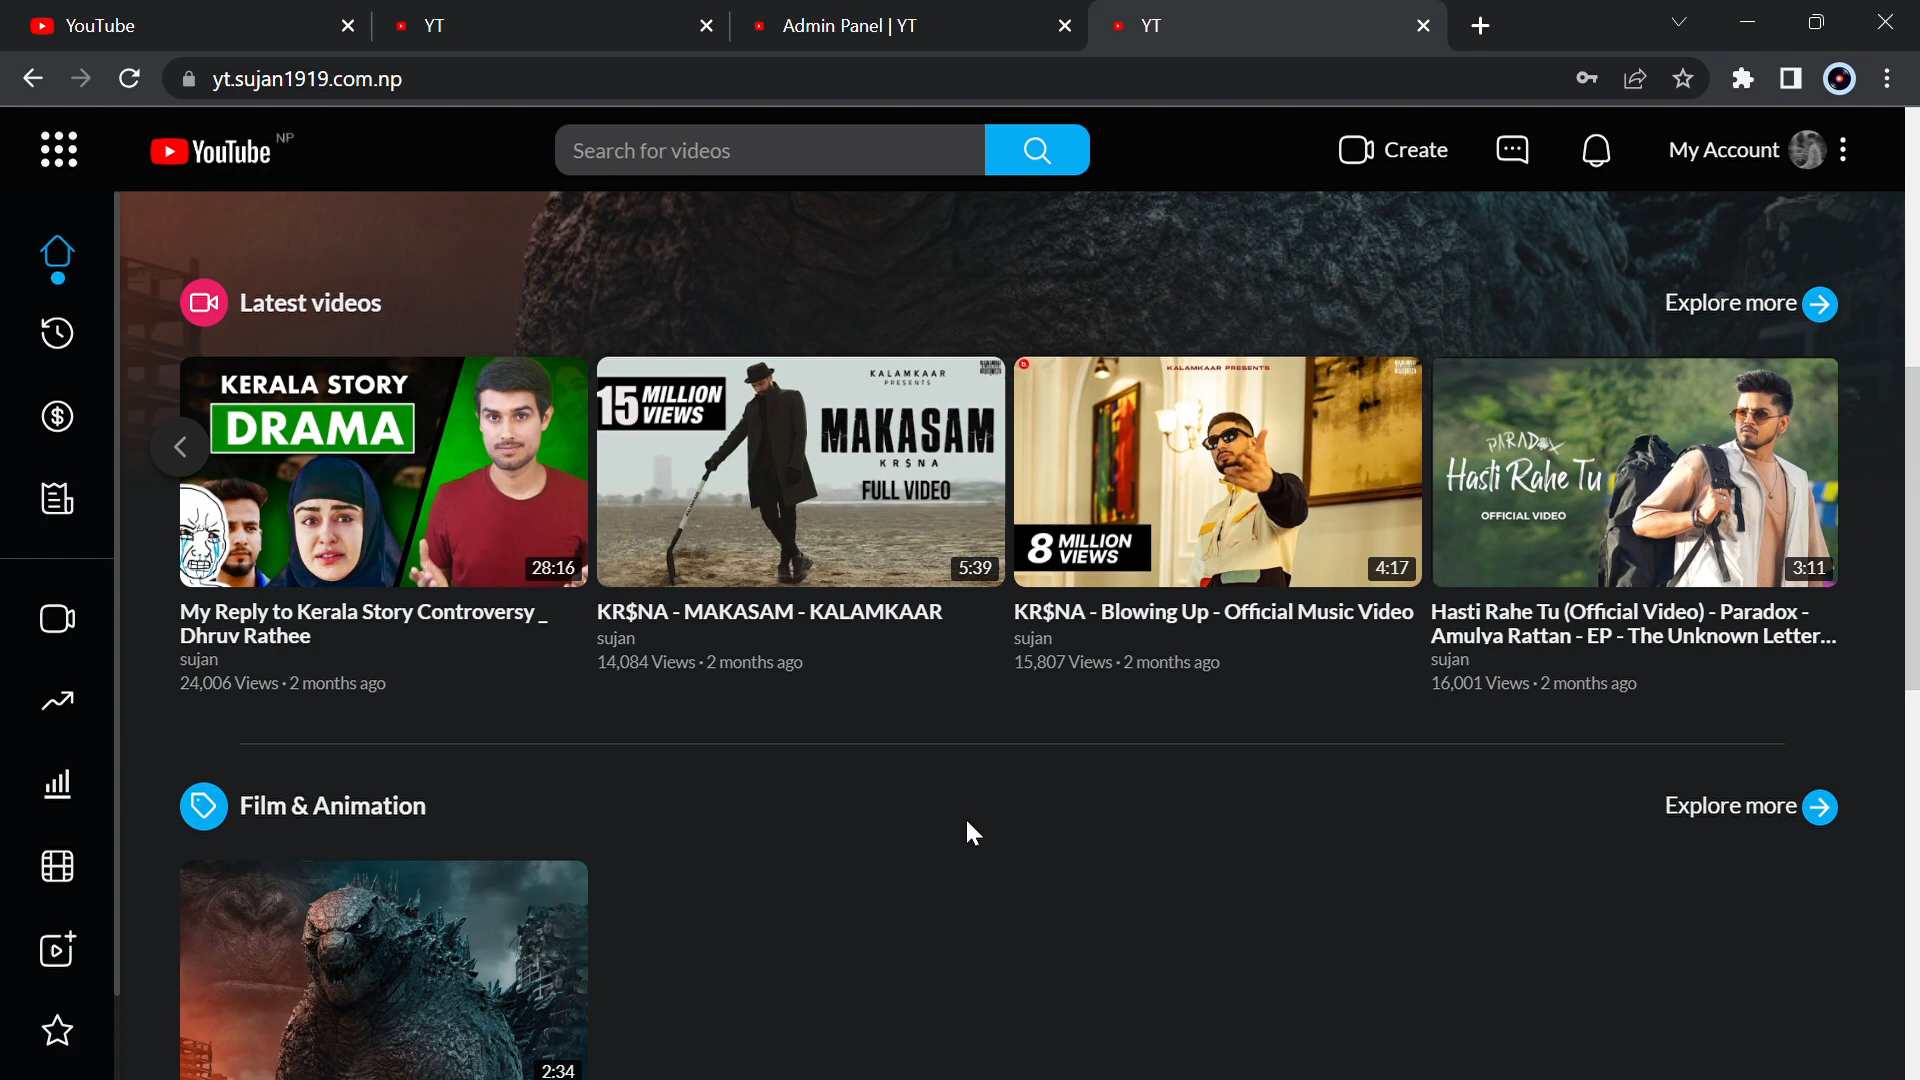 YouTube
YT
Admin Panel | YT
YT
yt.sujan1919.com.np
YouTube NP
Search for videos
Create
My Account
Latest videos
Explore more
KERALA STORY
DRAMA
28:16
15 MILLION
VIEWS
KALAMKAAR
PRESENTS
MAKASAM
KR$NA
FULL VIDEO
5:39
KALAMKAAR PRESENTS
8 MILLION
VIEWS
4:17
PARADOX
Hasti Rahe Tu
OFFICIAL VIDEO
3:11
My Reply to Kerala Story Controversy _
Dhruv Rathee
sujan
24,006 Views • 2 months ago
KR$NA - MAKASAM - KALAMKAAR
sujan
14,084 Views • 2 months ago
KR$NA - Blowing Up - Official Music Video
sujan
15,807 Views • 2 months ago
Hasti Rahe Tu (Official Video) - Paradox -
Amulya Rattan - EP - The Unknown Letter...
sujan
16,001 Views • 2 months ago
Film & Animation
Explore more
2:34